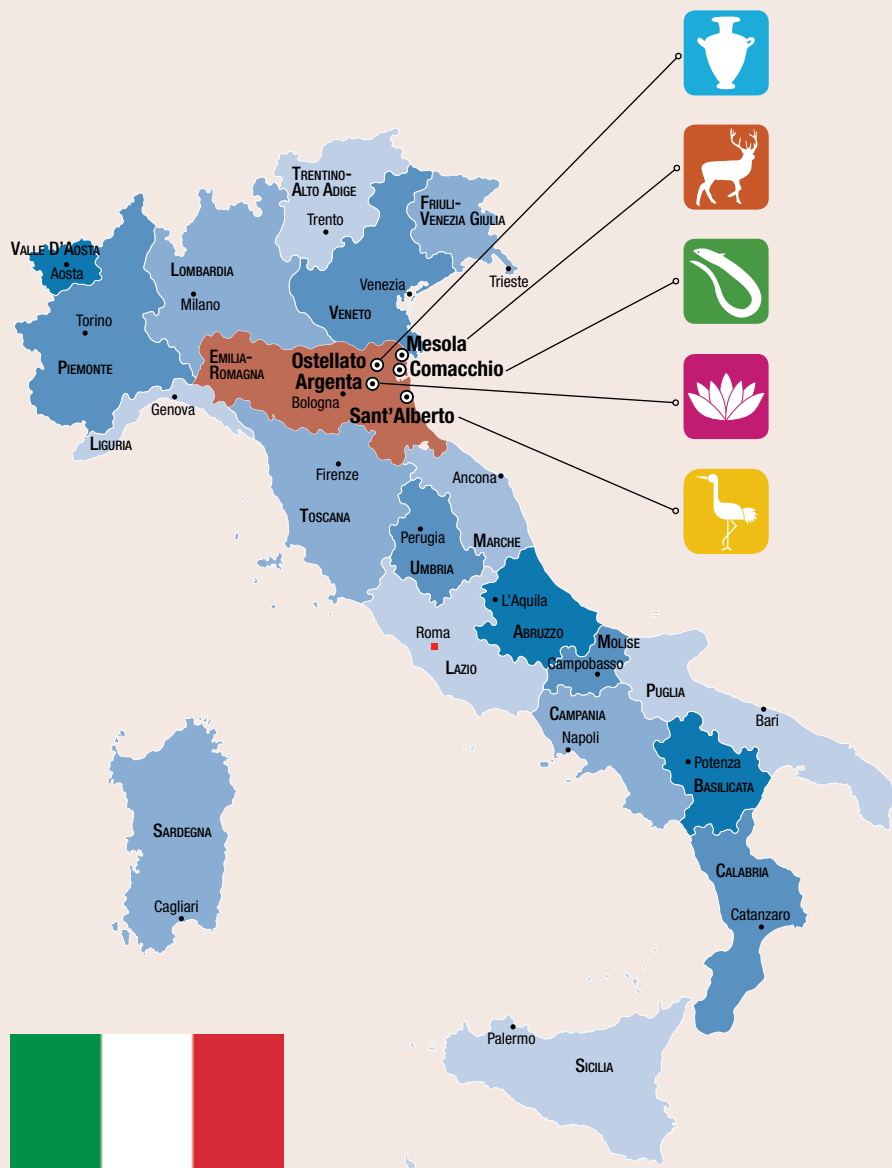 TRENTINO-
ALTO ADIGE
Trento
FRIULI-
VENEZIA GIULIA
Trieste
VALLE D'AOSTA
Aosta
LOMBARDIA
Milano
Venezia
VENETO
Torino
PIEMONTE
EMILIA-
ROMAGNA
Mesola
Ostellato
Comacchio
Argenta
Bologna
Sant'Alberto
Genova
LIGURIA
Firenze
TOSCANA
Ancona
MARCHE
Perugia
UMBRIA
L'Aquila
ABRUZZO
Roma
LAZIO
MOLISE
Campobasso
PUGLIA
Bari
CAMPANIA
Napoli
Potenza
BASILICATA
SARDEGNA
Cagliari
CALABRIA
Catanzaro
Palermo
SICILIA